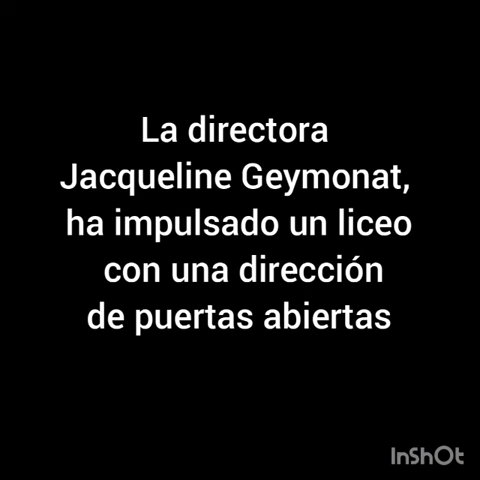 La directora
Jacqueline Geymonat,
ha impulsado un liceo
con una dirección
de puertas abiertas
InShOt